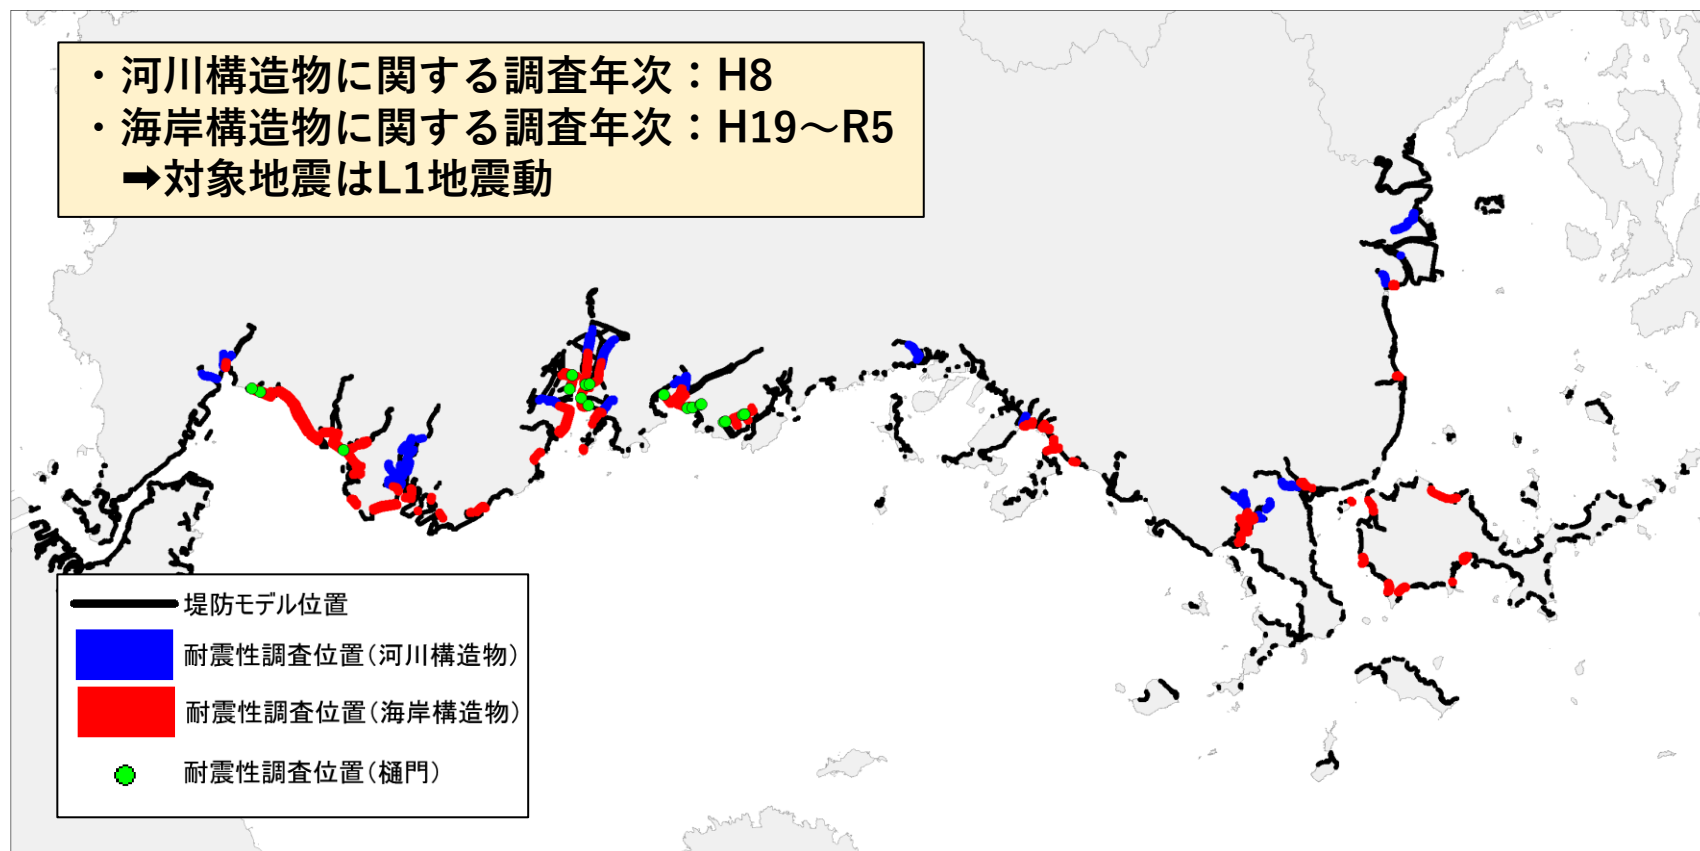 ・河川構造物に関する調査年次：H8
・海岸構造物に関する調査年次：H19～R5
➡対象地震はL1地震動
堤防モデル位置
耐震性調査位置（河川構造物）
耐震性調査位置（海岸構造物）
耐震性調査位置（樋門）